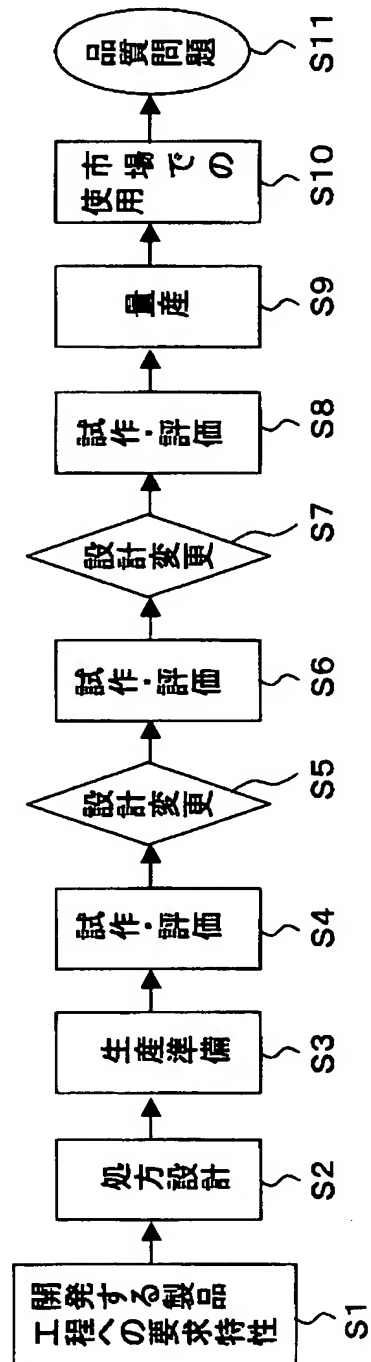 開発する製品
工程への要求特性
S1
処方設計
S2
生産準備
S3
試作・評価
S4
設計変更
S5
試作・評価
S6
設計変更
S7
試作・評価
S8
量産
S9
市場での
使用
S10
品質問題
S11